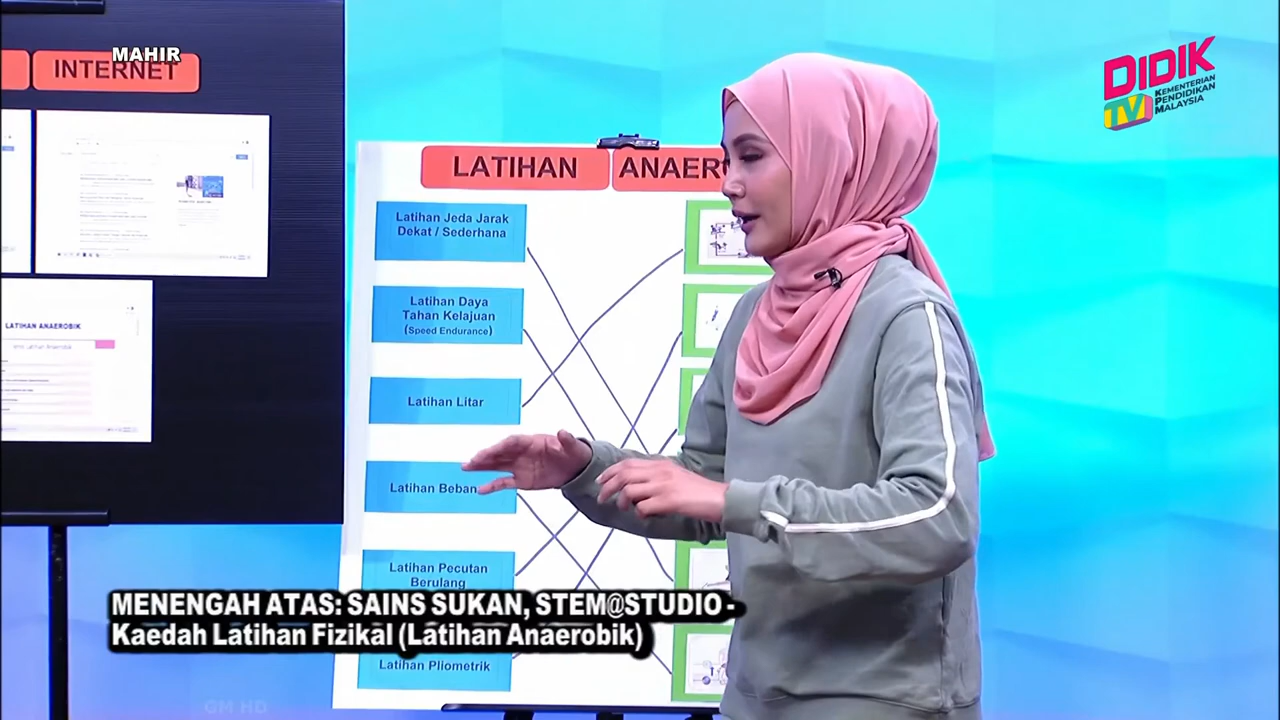 MAHIR
INTERNET
DIDIK
TV
KEMENTERIAN
PENDIDIKAN
MALAYSIA
LATIHAN
Latihan Jeda Jarak
Dekat / Sederhana
Latihan Daya
Tahan Kelajuan
(Speed Endurance)
Latihan Litar
Latihan Beban
Latihan Pecutan
Berulang
Latihan Pliometrik
LATIHAN ANAEROBIK
MENENGAH ATAS: SAINS SUKAN, STEM@STUDIO -
Kaedah Latihan Fizikal (Latihan Anaerobik)
GM HD